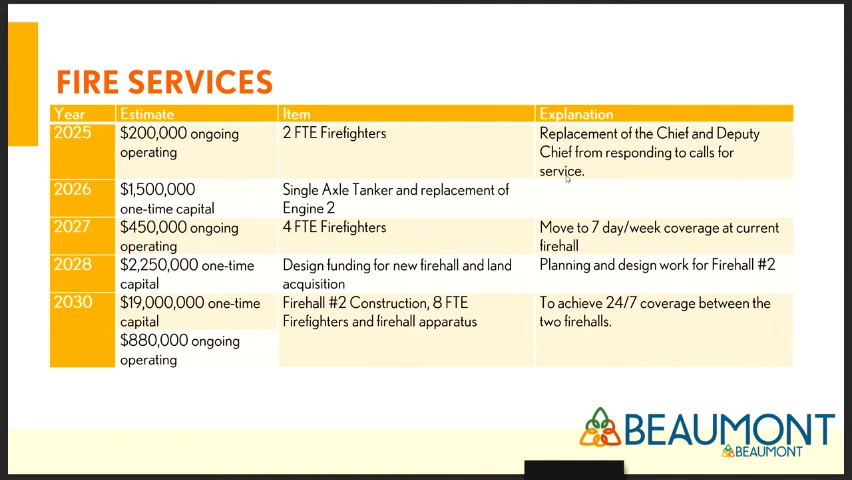 FIRE SERVICES
Year Estimate Item Explanation
2025 $200,000 ongoing 2 FTE Firefighters Replacement of the Chief and Deputy
operating Chief from responding to calls for
service.
2026 $1,500,000 Single Axle Tanker and replacement of
one-time capital Engine 2
2027 $450,000 ongoing 4 FTE Firefighters Move to 7 day/week coverage at current
operating firehall
2028 $2,250,000 one-time Design funding for new firehall and land Planning and design work for Firehall #2
capital acquisition
2030 $19,000,000 one-time Firehall #2 Construction, 8 FTE To achieve 24/7 coverage between the
capital Firefighters and firehall apparatus two firehalls.
$880,000 ongoing
operating
BEAUMONT
BEAUMONT